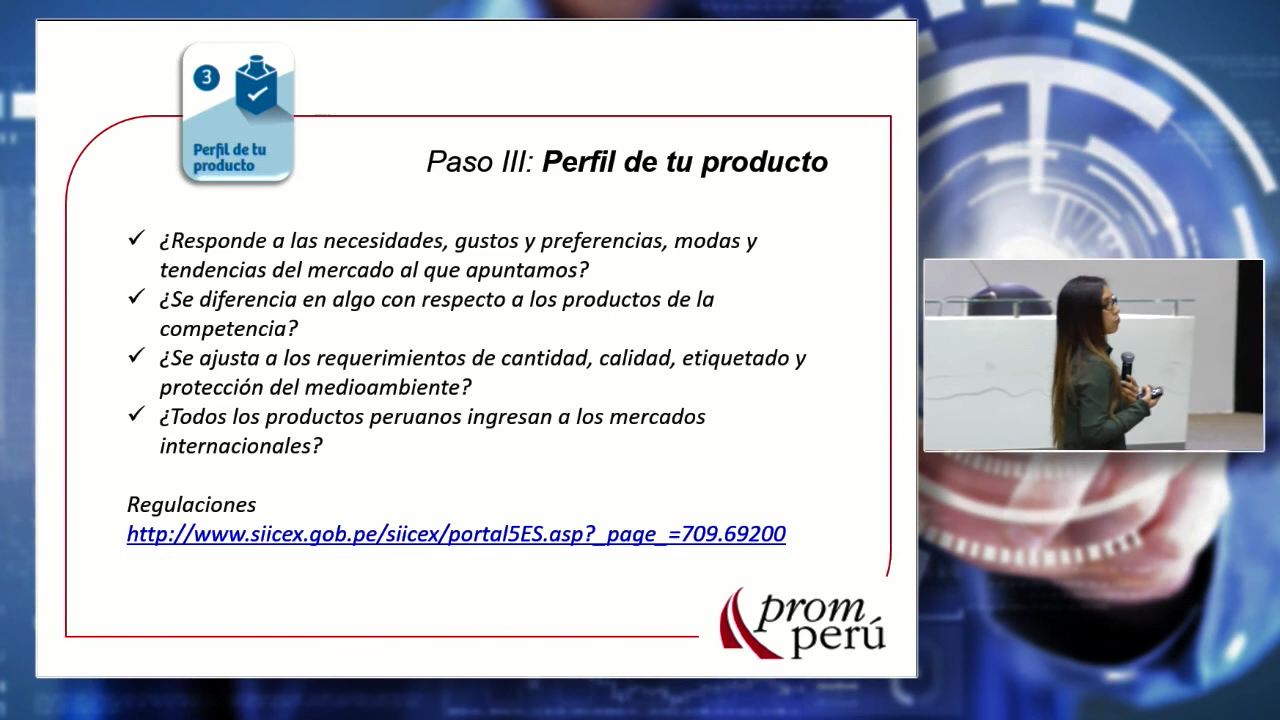 3
Perfil de tu
producto
Paso III: Perfil de tu producto
✓ ¿Responde a las necesidades, gustos y preferencias, modas y
tendencias del mercado al que apuntamos?
✓ ¿Se diferencia en algo con respecto a los productos de la
competencia?
✓ ¿Se ajusta a los requerimientos de cantidad, calidad, etiquetado y
protección del medioambiente?
✓ ¿Todos los productos peruanos ingresan a los mercados
internacionales?
Regulaciones
http://www.siicex.gob.pe/siicex/portal5ES.asp?_page_=709.69200
prom
perú